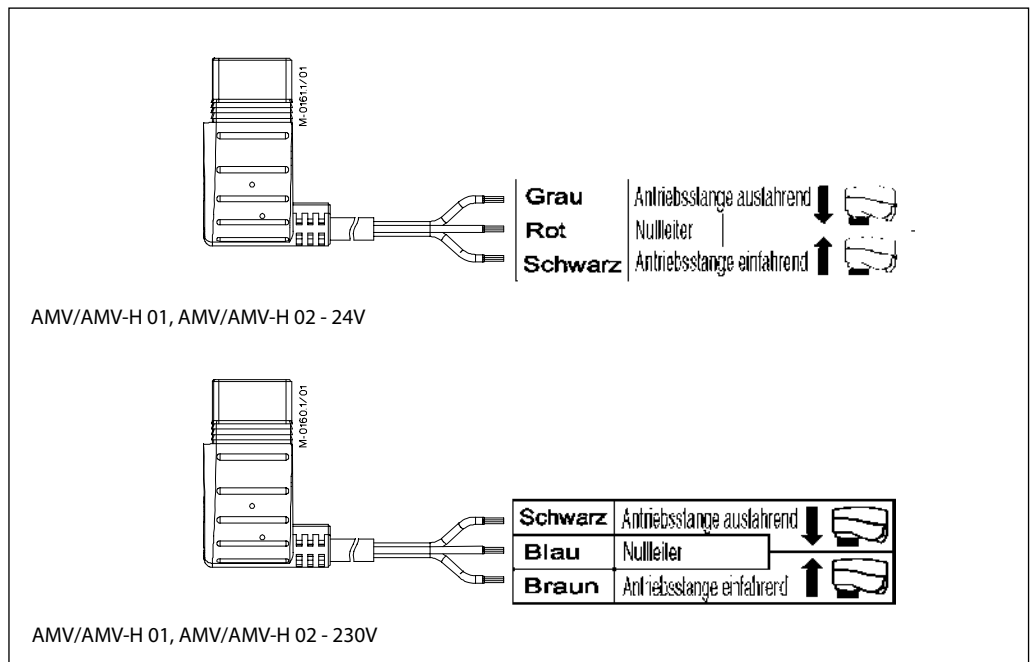 M-0161.1/01
Grau Antriebsstange ausfahrend
Rot Nullleiter
Schwarz Antriebsstange einfahrend
AMV/AMV-H 01, AMV/AMV-H 02 - 24V
M-0160.1/01
Schwarz Antriebsstange ausfahrend
Blau Nullleiter
Braun Antriebsstange einfahrend
AMV/AMV-H 01, AMV/AMV-H 02 - 230V